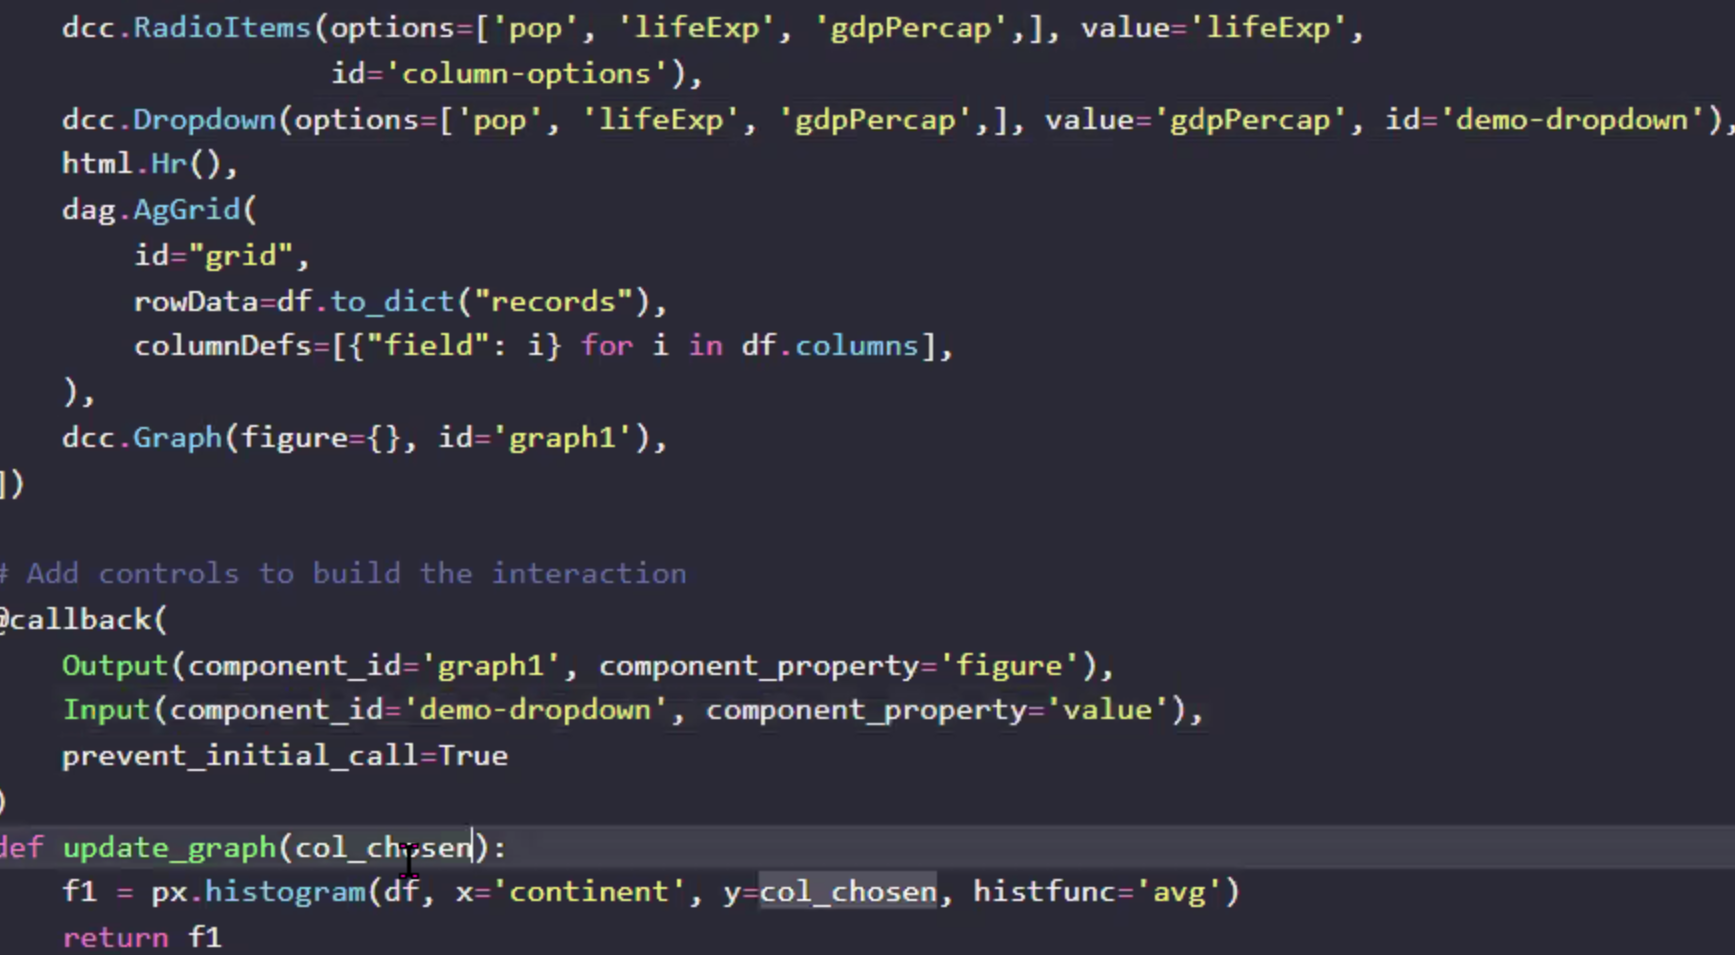 dcc.RadioItems(options=['pop', 'lifeExp', 'gdpPercap',], value='lifeExp',
id='column-options'),
dcc.Dropdown(options=['pop', 'lifeExp', 'gdpPercap',], value='gdpPercap', id='demo-dropdown'),
html.Hr(),
dag.AgGrid(
id="grid",
rowData=df.to_dict("records"),
columnDefs=[{"field": i} for i in df.columns],
),
dcc.Graph(figure={}, id='graph1'),
])
# Add controls to build the interaction
@callback(
Output(component_id='graph1', component_property='figure'),
Input(component_id='demo-dropdown', component_property='value'),
prevent_initial_call=True
)
def update_graph(col_chosen):
f1 = px.histogram(df, x='continent', y=col_chosen, histfunc='avg')
return f1